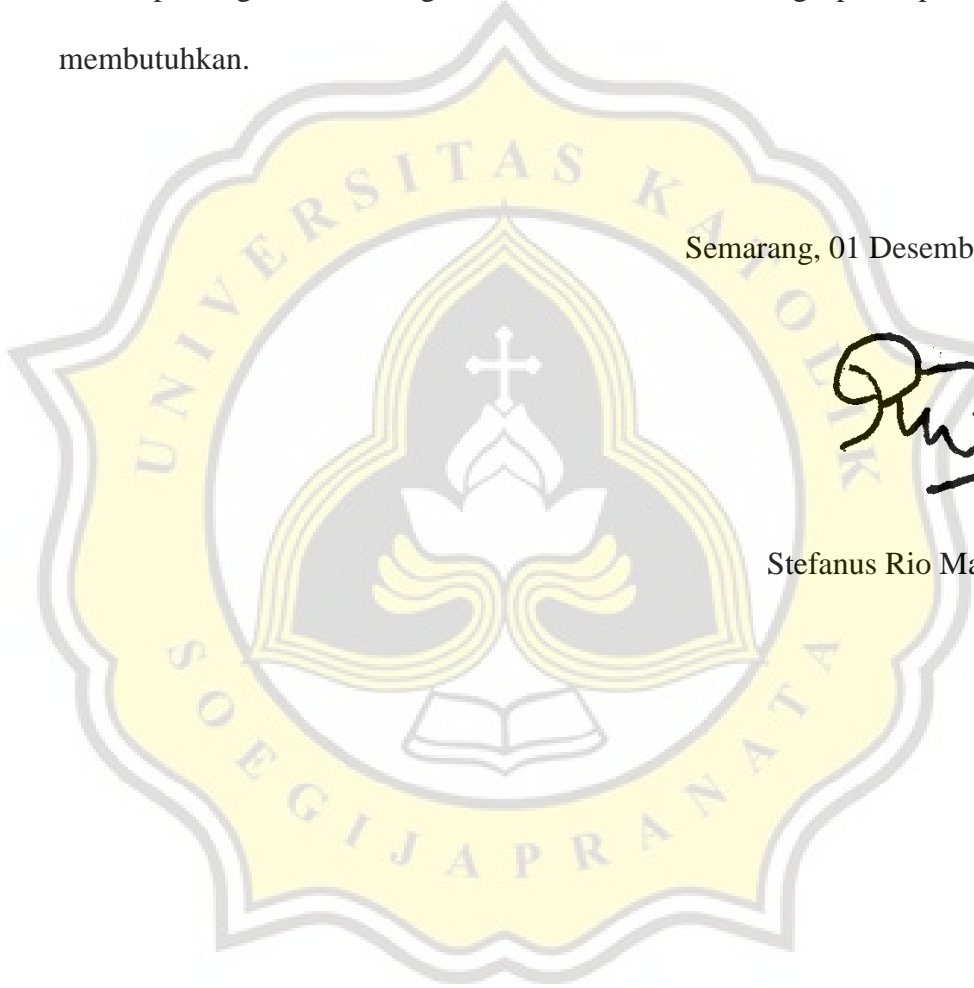 membutuhkan.
UNIVERSITAS KATOLIK
SOEGIJAPRANATA
Semarang, 01 Desemb
Stefanus Rio Ma